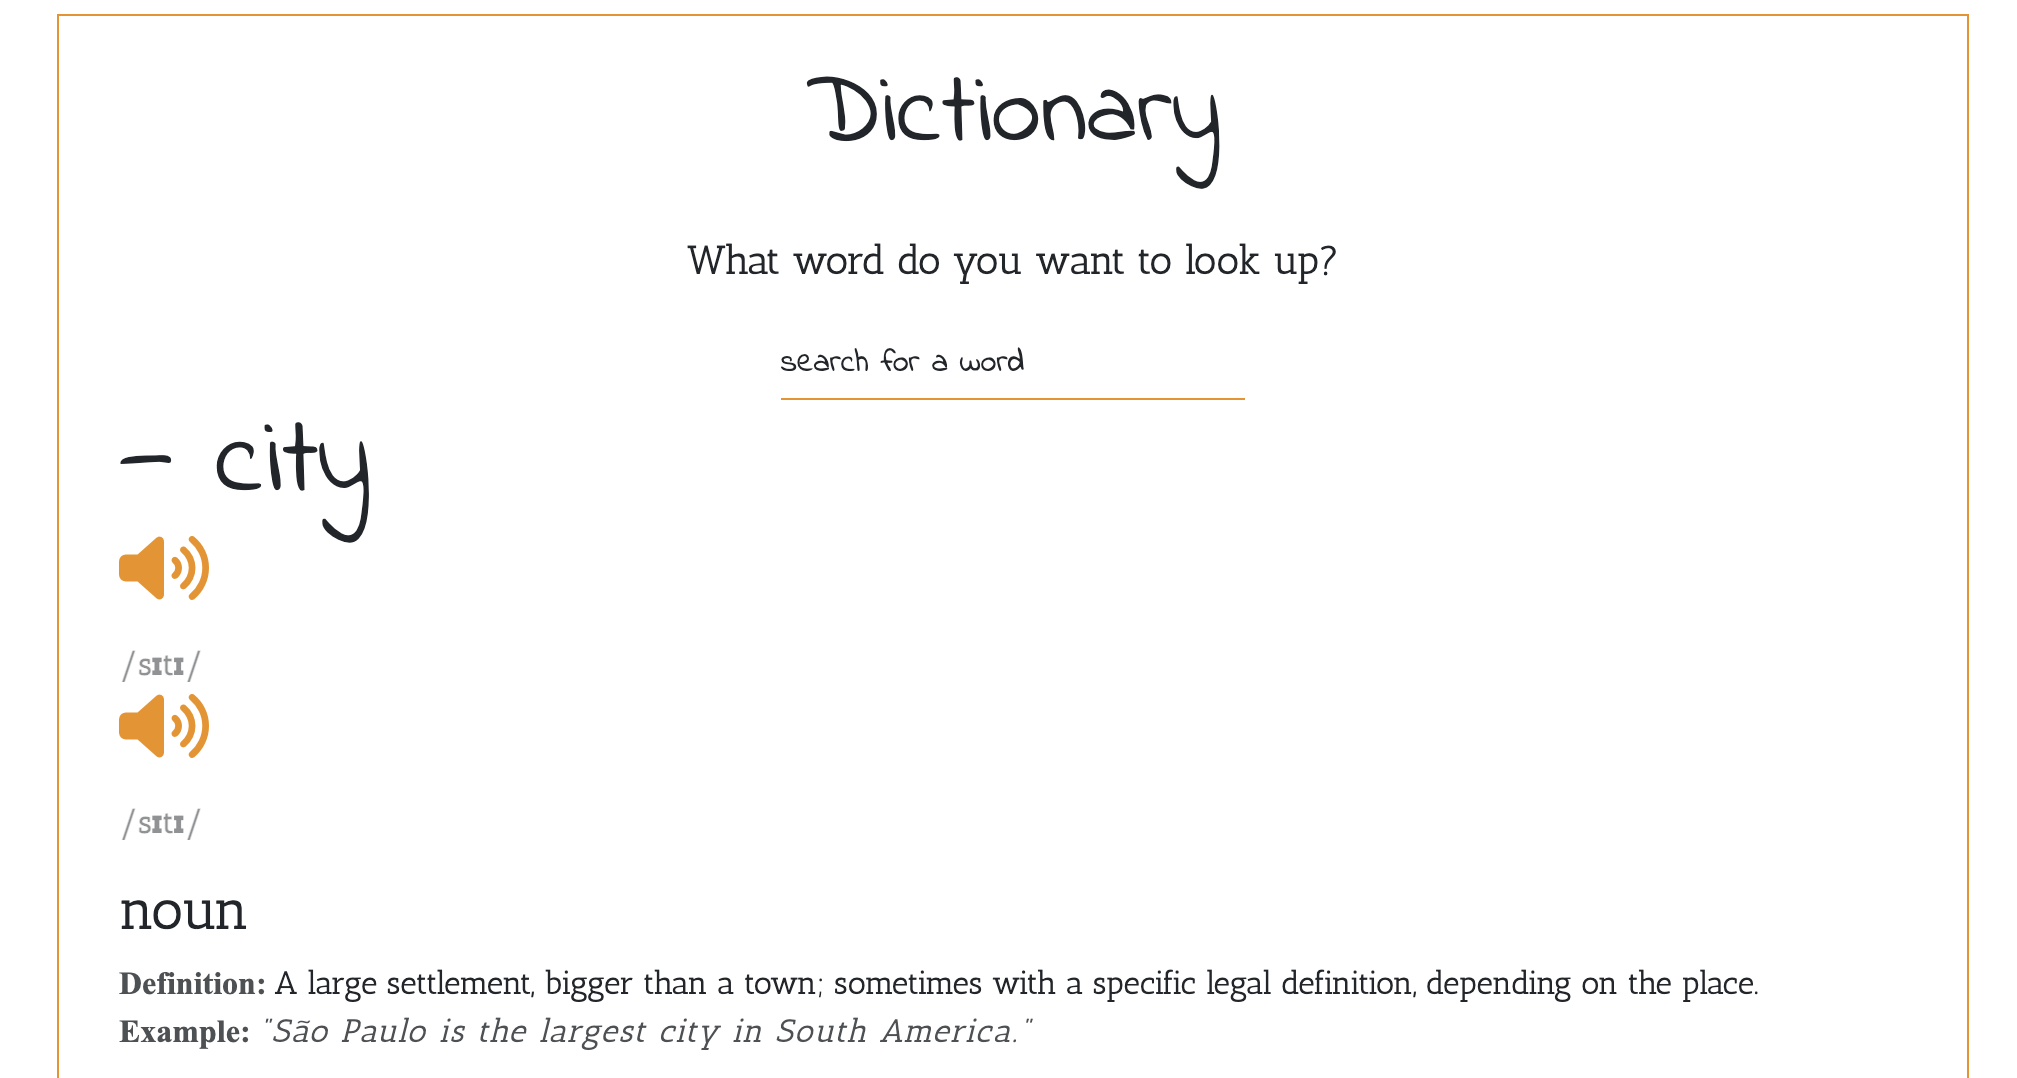 Dictionary
What word do you want to look up?
search for a word
- city
/sɪtɪ/
/sɪtɪ/
noun
Definition: A large settlement, bigger than a town; sometimes with a specific legal definition, depending on the place.
Example: "São Paulo is the largest city in South America."